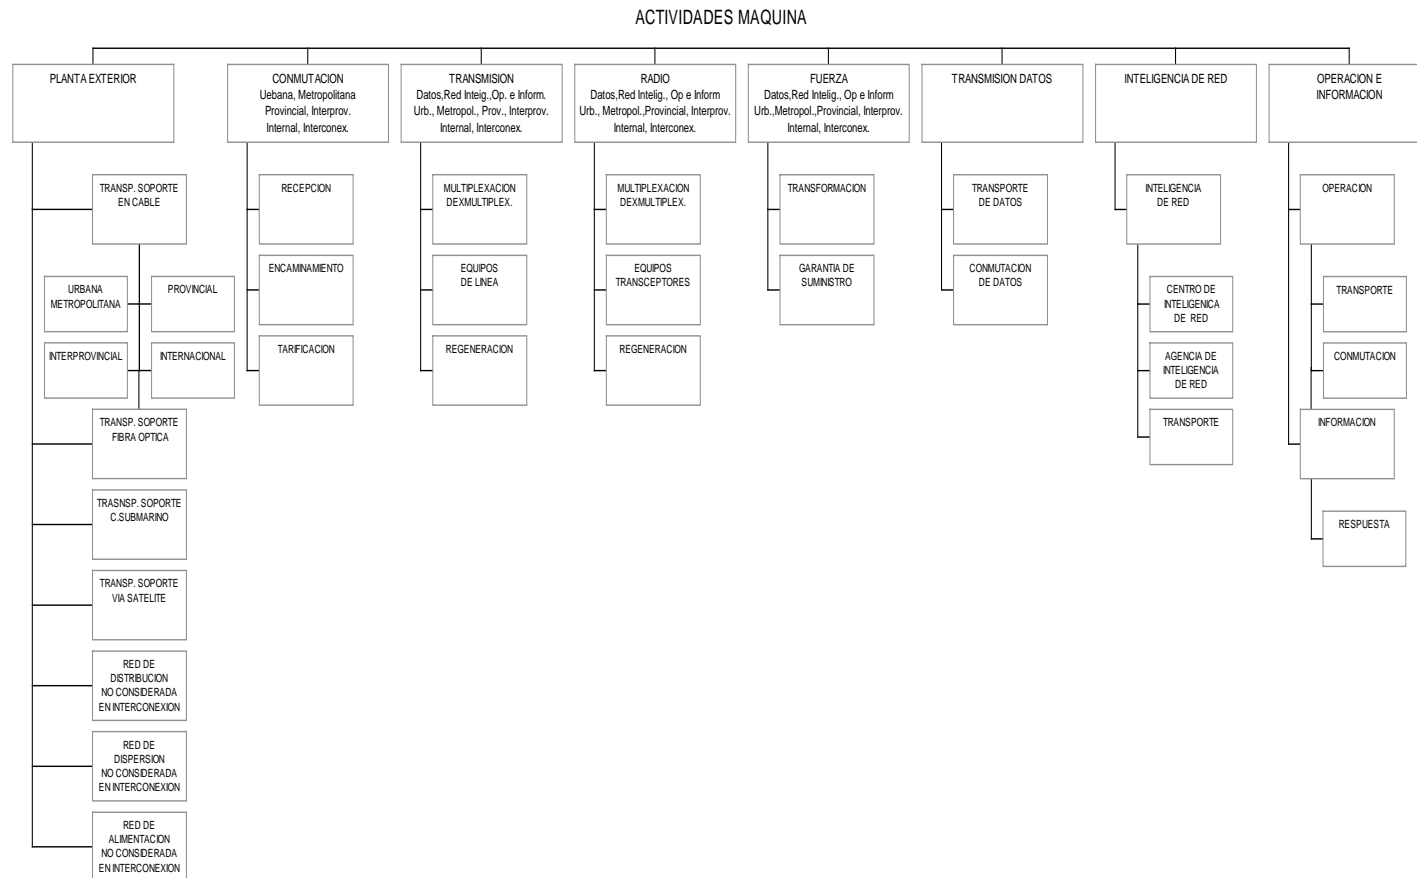 ACTIVIDADES MAQUINA
PLANTA EXTERIOR
CONMUTACION
Uebana, Metropolitana
Provincial, Interprov.
Internal, Interconex.
TRANSMISION
Datos,Red Inteig.,Op. e Inform.
Urb., Metropol., Prov., Interprov.
Internal, Interconex.
RADIO
Datos,Red Intelig., Op e Inform
Urb., Metropol.,Provincial, Interprov.
Internal, Interconex.
FUERZA
Datos,Red Intelig., Op e Inform
Urb.,Metropol.,Provincial, Interprov.
Internal, Interconex.
TRANSMISION DATOS
INTELIGENCIA DE RED
OPERACION E
INFORMACION
TRANSP. SOPORTE
EN CABLE
URBANA
METROPOLITANA
PROVINCIAL
INTERPROVINCIAL
INTERNACIONAL
TRANSP. SOPORTE
FIBRA OPTICA
TRASNSP. SOPORTE
C.SUBMARINO
TRANSP. SOPORTE
VIA SATELITE
RED DE
DISTRIBUCION
NO CONSIDERADA
EN INTERCONEXION
RED DE
DISPERSION
NO CONSIDERADA
EN INTERCONEXION
RED DE
ALIMENTACION
NO CONSIDERADA
EN INTERCONEXION
RECEPCION
ENCAMINAMIENTO
TARIFICACION
MULTIPLEXACION
DEXMULTIPLEX.
EQUIPOS
DE LINEA
REGENERACION
MULTIPLEXACION
DEXMULTIPLEX.
EQUIPOS
TRANSCEPTORES
REGENERACION
TRANSFORMACION
GARANTIA DE
SUMINISTRO
TRANSPORTE
DE DATOS
CONMUTACION
DE DATOS
INTELIGENCIA
DE RED
CENTRO DE
INTELIGENICA
DE RED
AGENCIA DE
INTELIGENCIA
DE RED
TRANSPORTE
OPERACION
TRANSPORTE
CONMUTACION
INFORMACION
RESPUESTA